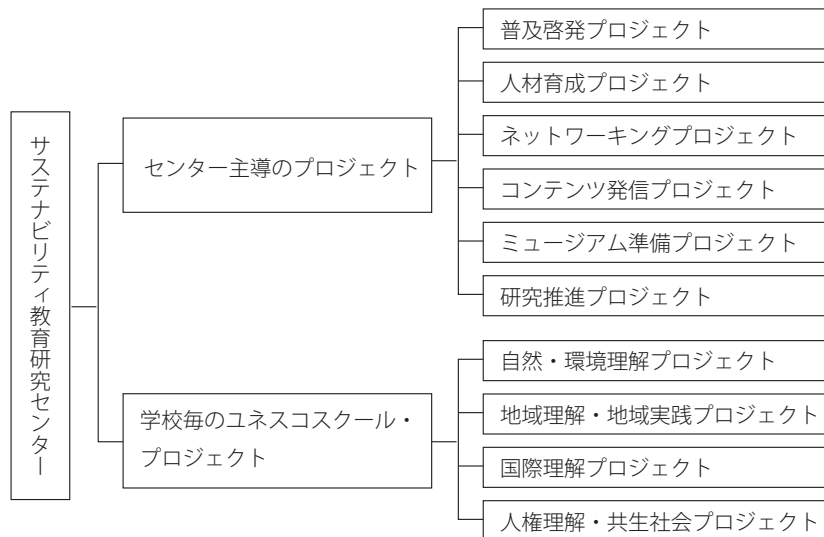 サステナビリティ教育研究センター
センター主導のプロジェクト
普及啓発プロジェクト
人材育成プロジェクト
ネットワーキングプロジェクト
コンテンツ発信プロジェクト
ミュージアム準備プロジェクト
研究推進プロジェクト
学校毎のユネスコスクール・
プロジェクト
自然・環境理解プロジェクト
地域理解・地域実践プロジェクト
国際理解プロジェクト
人権理解・共生社会プロジェクト